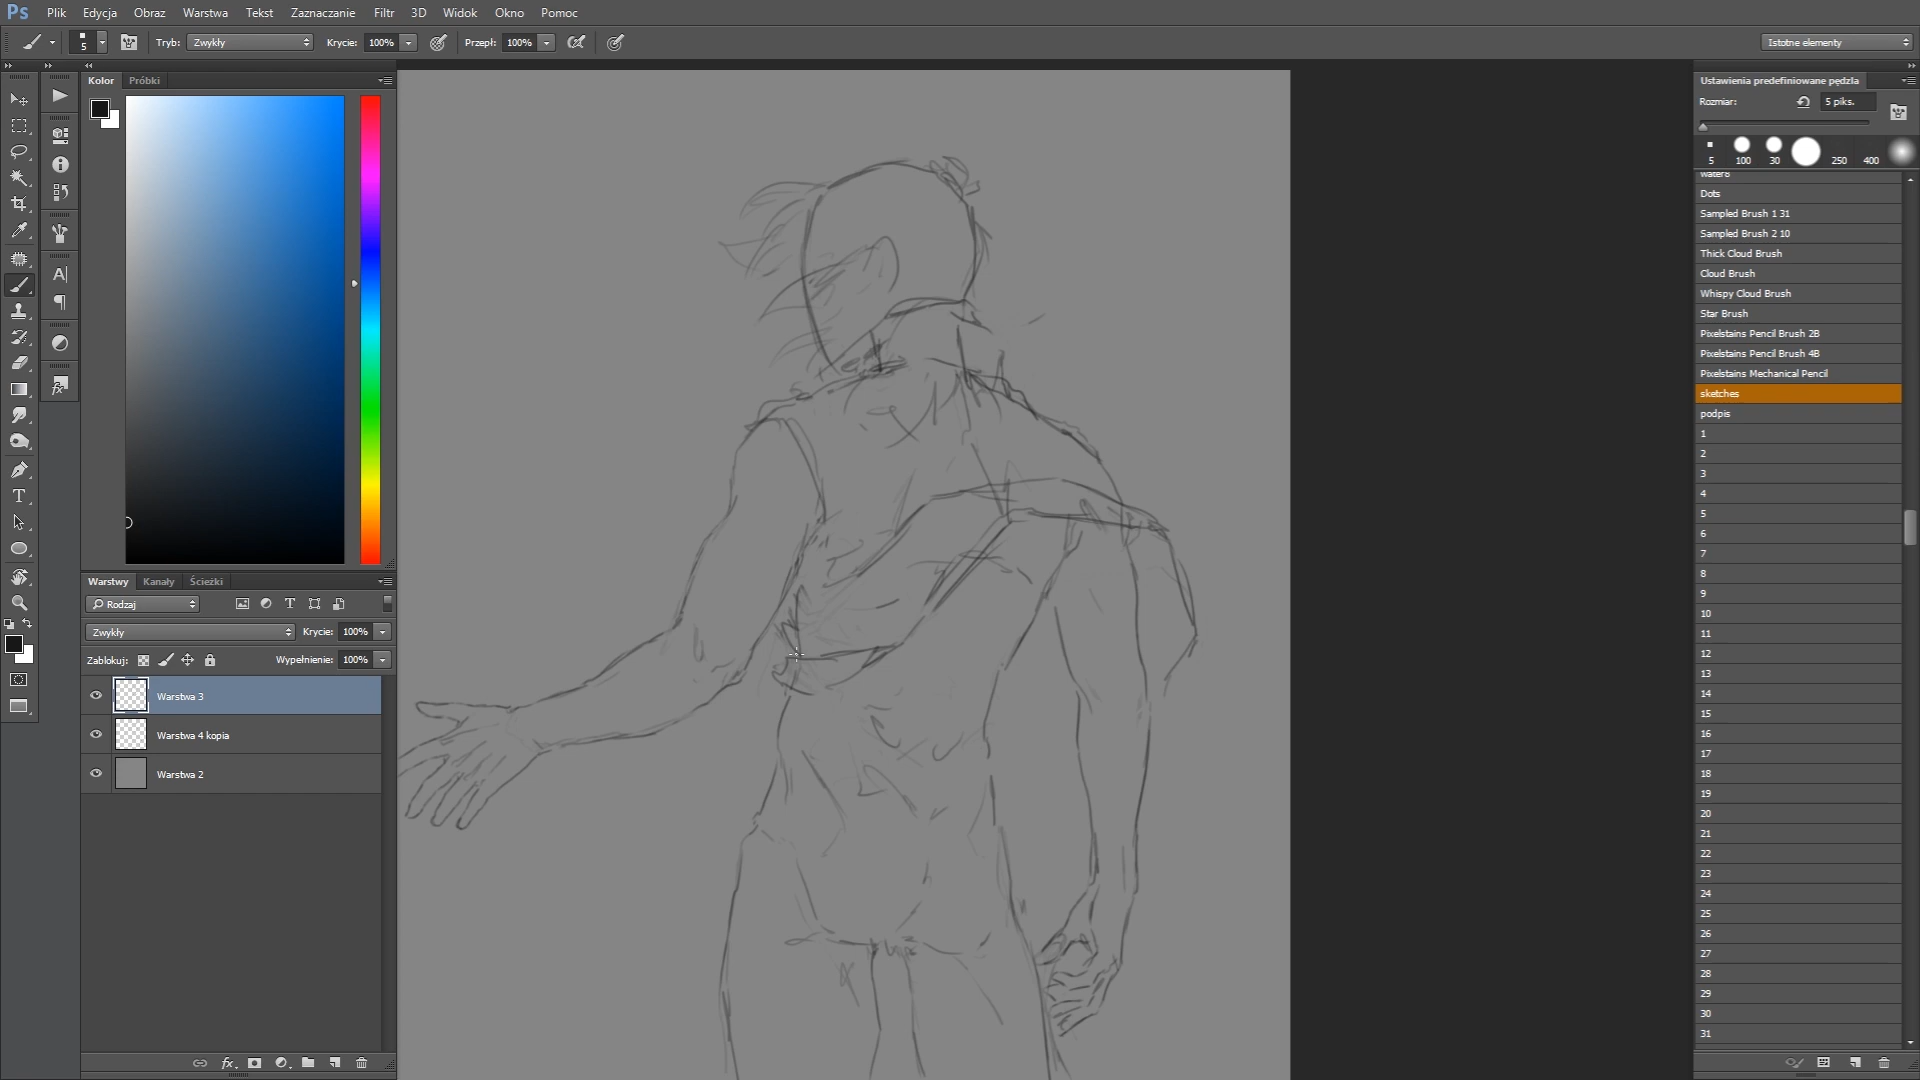 Ps Plik Edycja Obraz Warstwa Tekst Zaznaczanie Filtr 3D Widok Okno Pomoc
5 Tryb: Zwykły Krycie: 100% Przepł: 100% Istotne elementy
Kolor Próbki
Warstwy Kanały Ścieżki
Rodzaj
Zwykły Krycie: 100%
Zablokuj: Wypełnienie: 100%
Warstwa 3
Warstwa 4 kopia
Warstwa 2
Ustawienia predefiniowane pędzla
Rozmiar: 5 piks.
5 100 30 250 400
water8
Dots
Sampled Brush 1 31
Sampled Brush 2 10
Thick Cloud Brush
Cloud Brush
Whispy Cloud Brush
Star Brush
Pixelstains Pencil Brush 2B
Pixelstains Pencil Brush 4B
Pixelstains Mechanical Pencil
sketches
podpis
1
2
3
4
5
6
7
8
9
10
11
12
13
14
15
16
17
18
19
20
21
22
23
24
25
26
27
28
29
30
31